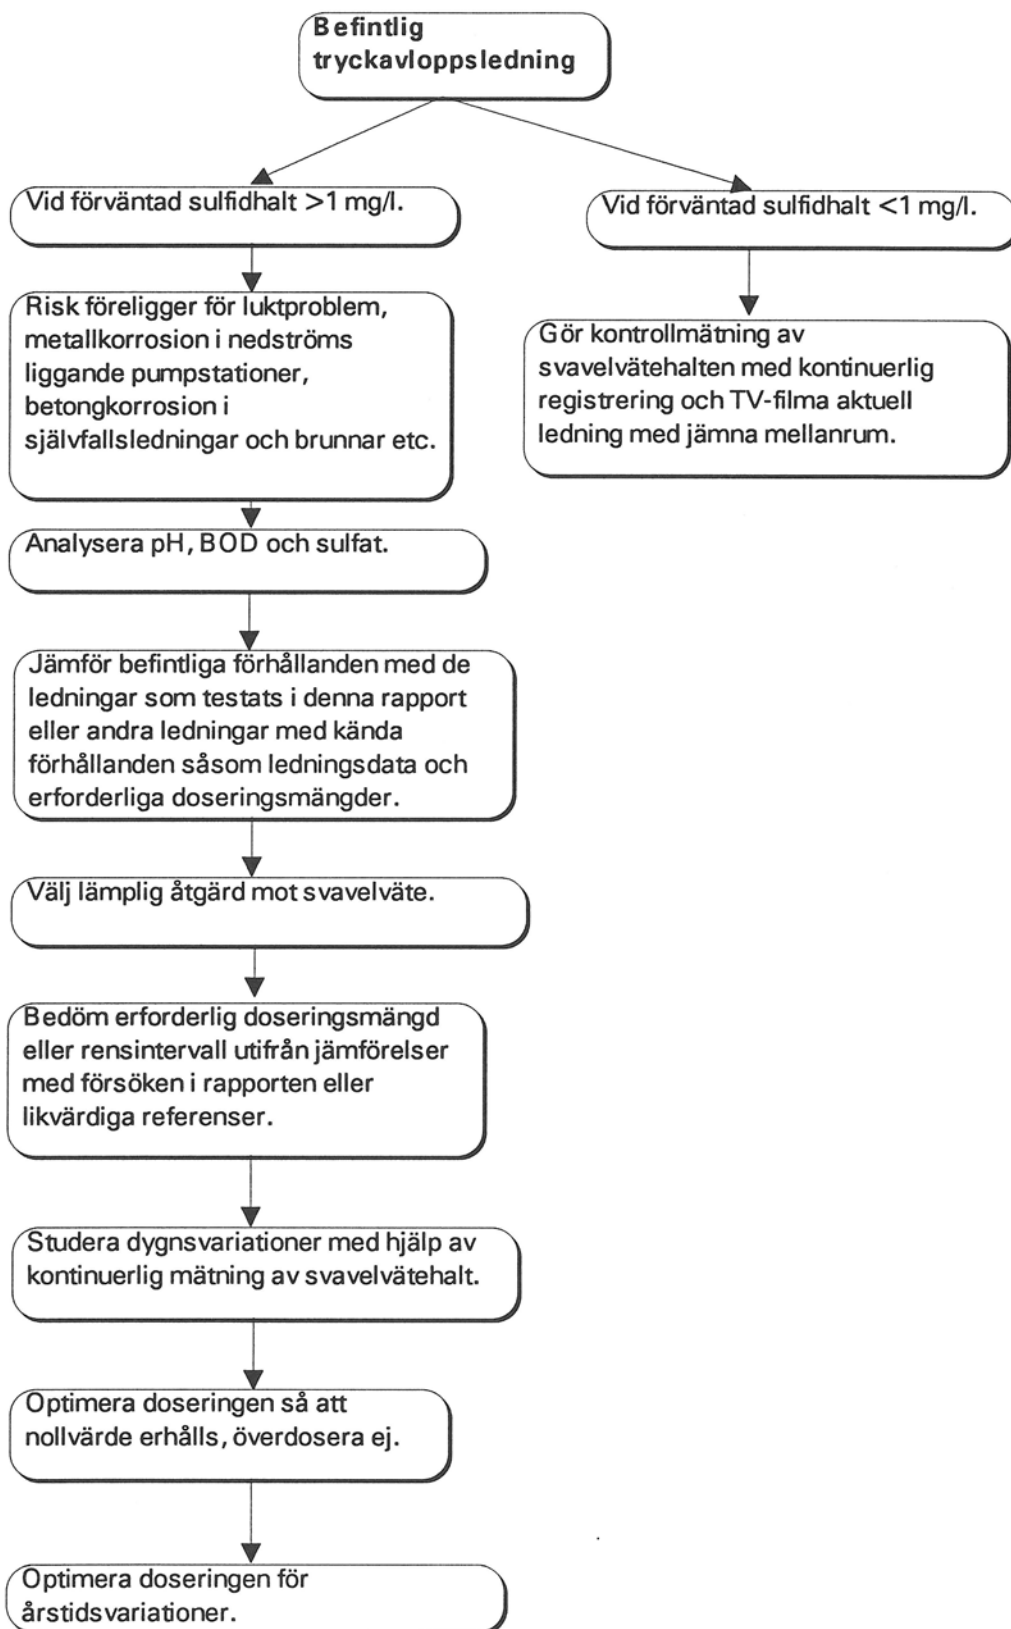 Befintlig
tryckavloppsledning
Vid förväntad sulfidhalt >1 mg/l.
Vid förväntad sulfidhalt <1 mg/l.
Risk föreligger för luktproblem,
metallkorrosion i nedströms
liggande pumpstationer,
betongkorrosion i
självfallsledningar och brunnar etc.
Gör kontrollmätning av
svavelvätehalten med kontinuerlig
registrering och TV-filma aktuell
ledning med jämna mellanrum.
Analysera pH, BOD och sulfat.
Jämför befintliga förhållanden med de
ledningar som testats i denna rapport
eller andra ledningar med kända
förhållanden såsom ledningsdata och
erforderliga doseringsmängder.
Välj lämplig åtgärd mot svavelväte.
Bedöm erforderlig doseringsmängd
eller rensintervall utifrån jämförelser
med försöken i rapporten eller
likvärdiga referenser.
Studera dygnsvariationer med hjälp av
kontinuerlig mätning av svavelvätehalt.
Optimera doseringen så att
nollvärde erhålls, överdosera ej.
Optimera doseringen för
årstidsvariationer.